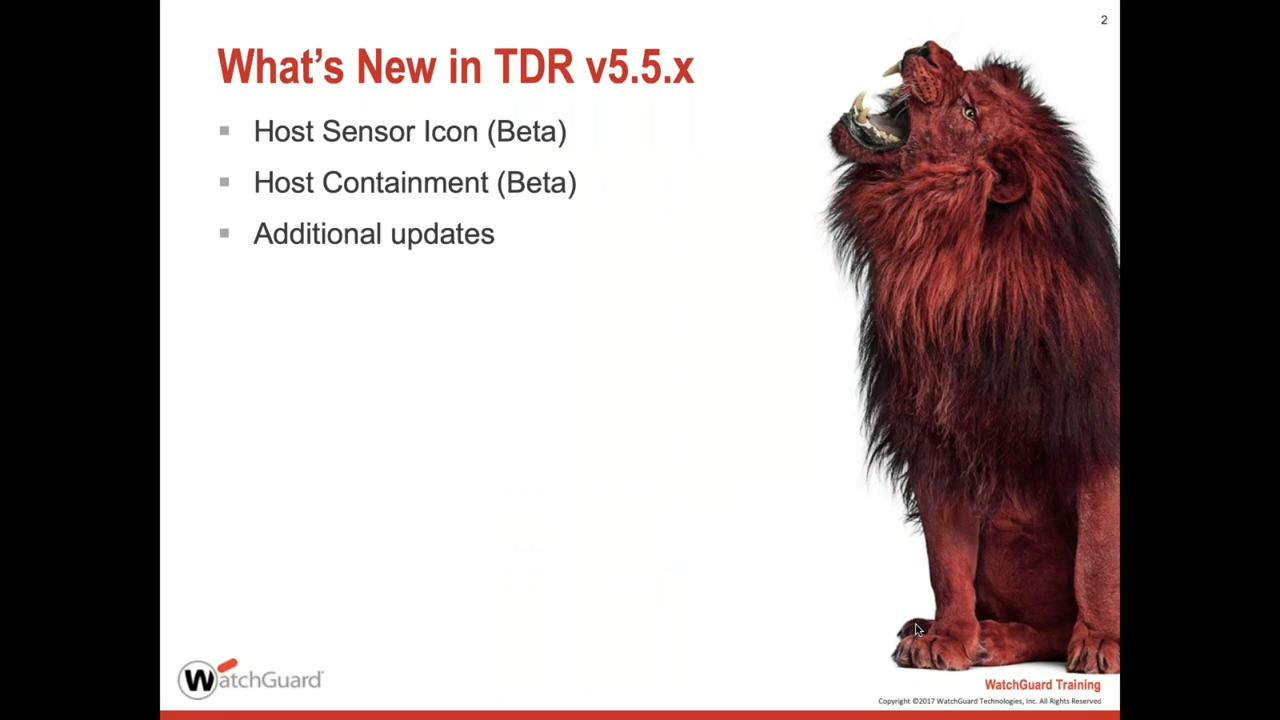 2
What's New in TDR v5.5.x
Host Sensor Icon (Beta)
Host Containment (Beta)
Additional updates
WatchGuard
WatchGuard Training
Copyright ©2017 WatchGuard Technologies, Inc. All Rights Reserved